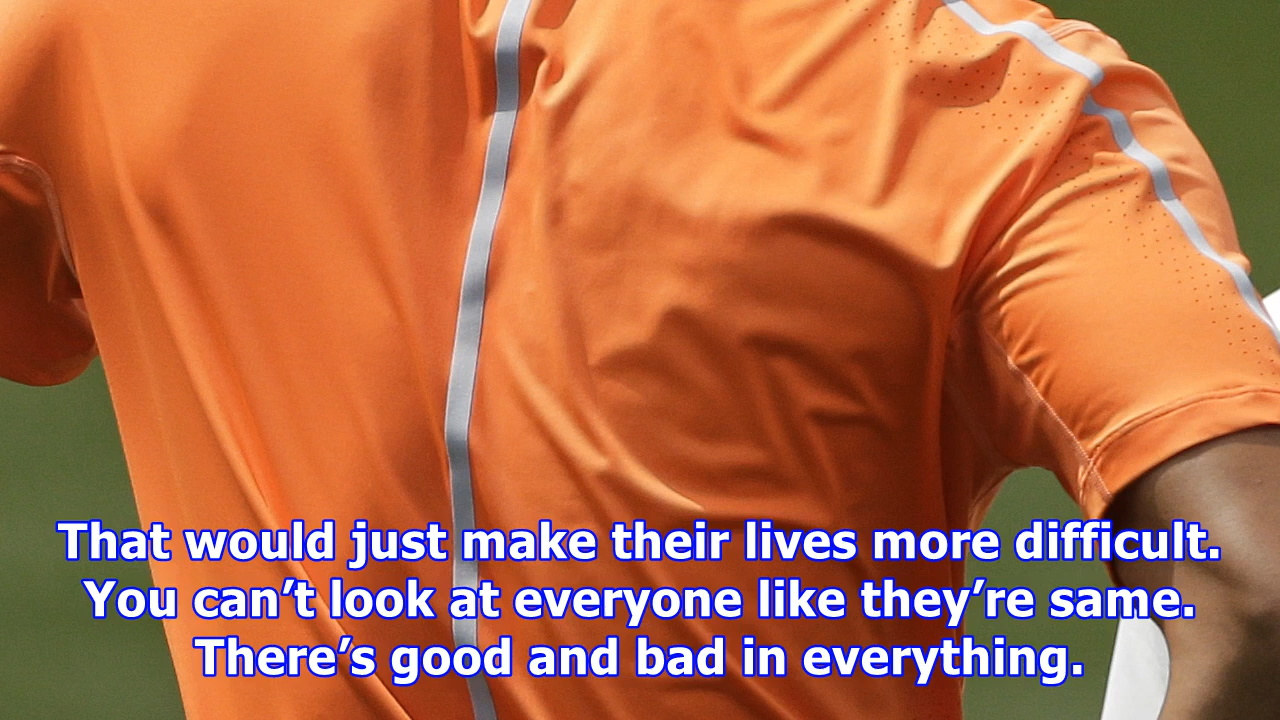 That would just make their lives more difficult.
You can’t look at everyone like they’re same.
There’s good and bad in everything.